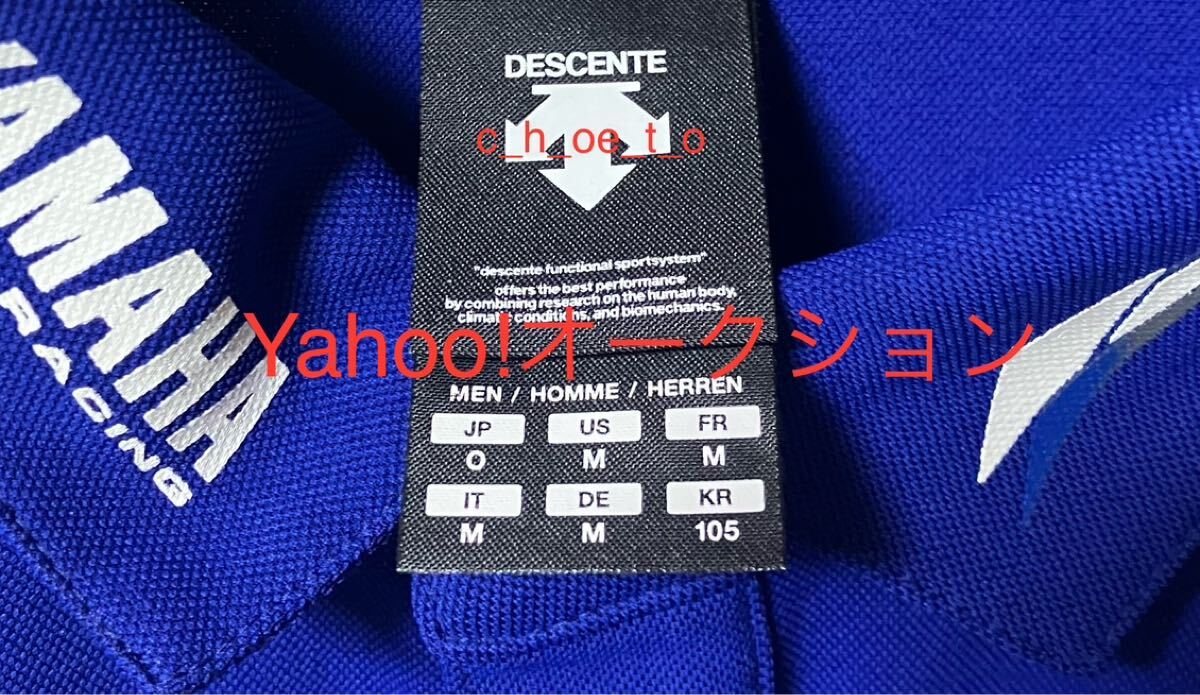 YAMAHA
RACING
DESCENTE
c_h_oe_t_o
"descente functional sportsystem"
offers the best performance
by combining research on the human body,
climatic conditions, and biomechanics.
Yahoo!オークション
MEN / HOMME / HERREN
JP US FR
O M M
IT DE KR
M M 105